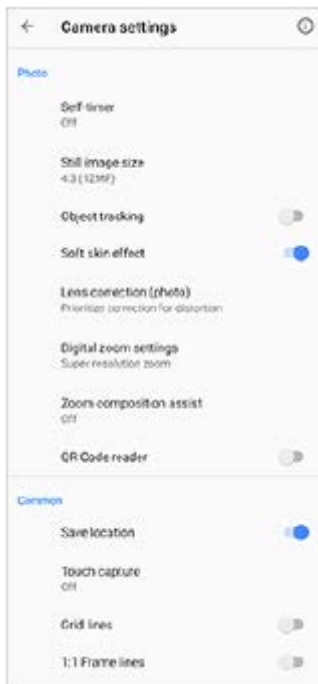 Camera settings
Photo
Self-timer
Off
Still image size
4:3 (12MP)
Object tracking
Soft skin effect
Lens correction (photo)
Prioritize correction for distortion
Digital zoom settings
Super resolution zoom
Zoom composition assist
Off
QR Code reader
Common
Save location
Touch capture
Off
Grid lines
1:1 Frame lines